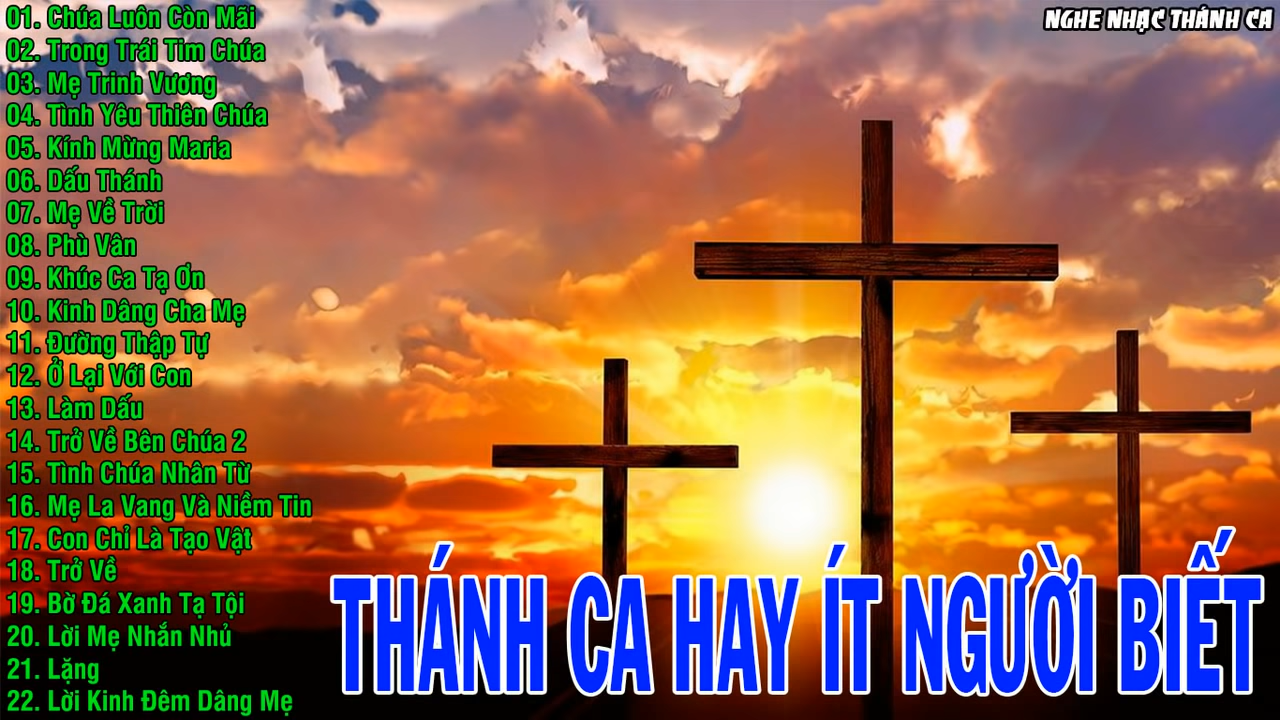 01. Chúa Luôn Còn Mãi
02. Trong Trái Tim Chúa
03. Mẹ Trinh Vương
04. Tình Yêu Thiên Chúa
05. Kính Mừng Maria
06. Dấu Thánh
07. Mẹ Về Trời
08. Phù Vân
09. Khúc Ca Tạ Ơn
10. Kinh Dâng Cha Mẹ
11. Đường Thập Tự
12. Ở Lại Với Con
13. Làm Dấu
14. Trở Về Bên Chúa 2
15. Tình Chúa Nhân Từ
16. Mẹ La Vang Và Niềm Tin
17. Con Chỉ Là Tạo Vật
18. Trở Về
19. Bờ Đá Xanh Tạ Tội
20. Lời Mẹ Nhắn Nhủ
21. Lặng
22. Lời Kinh Đêm Dâng Mẹ
NGHE NHẠC THÁNH CA
THÁNH CA HAY ÍT NGƯỜI BIẾT